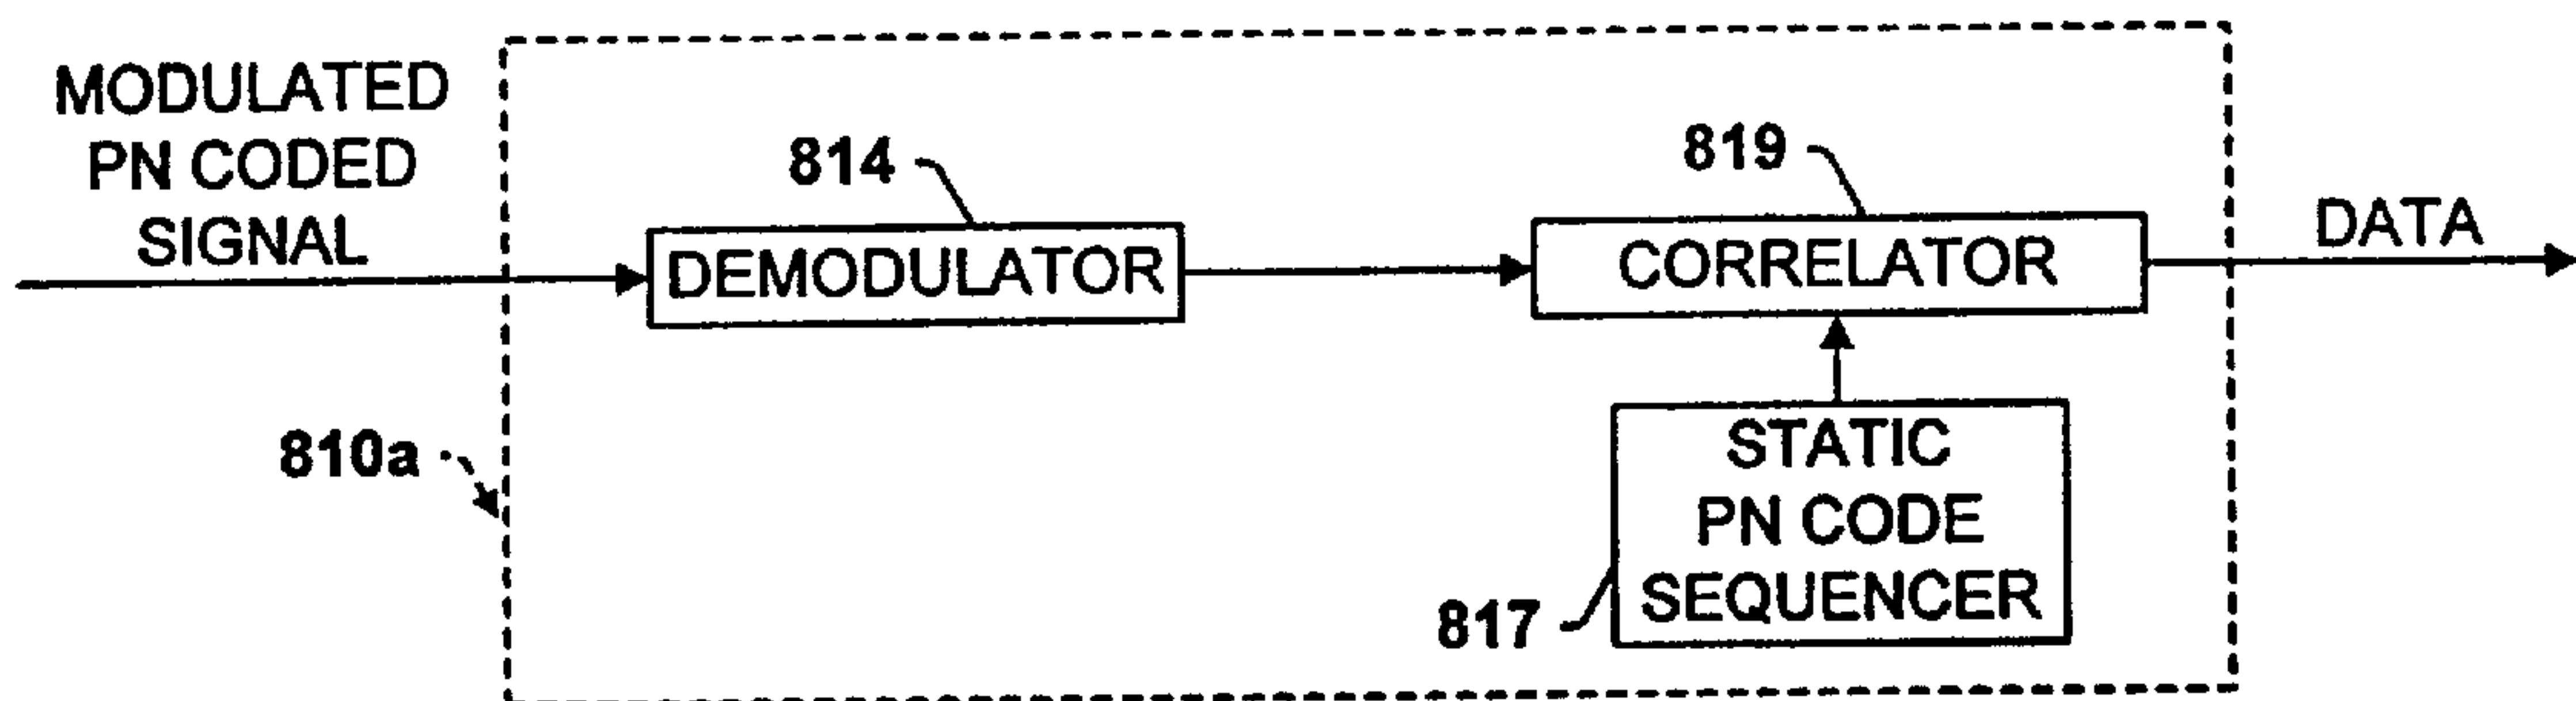 MODULATED
PN CODED
SIGNAL
814
DEMODULATOR
819
CORRELATOR
DATA
810a
817
STATIC
PN CODE
SEQUENCER